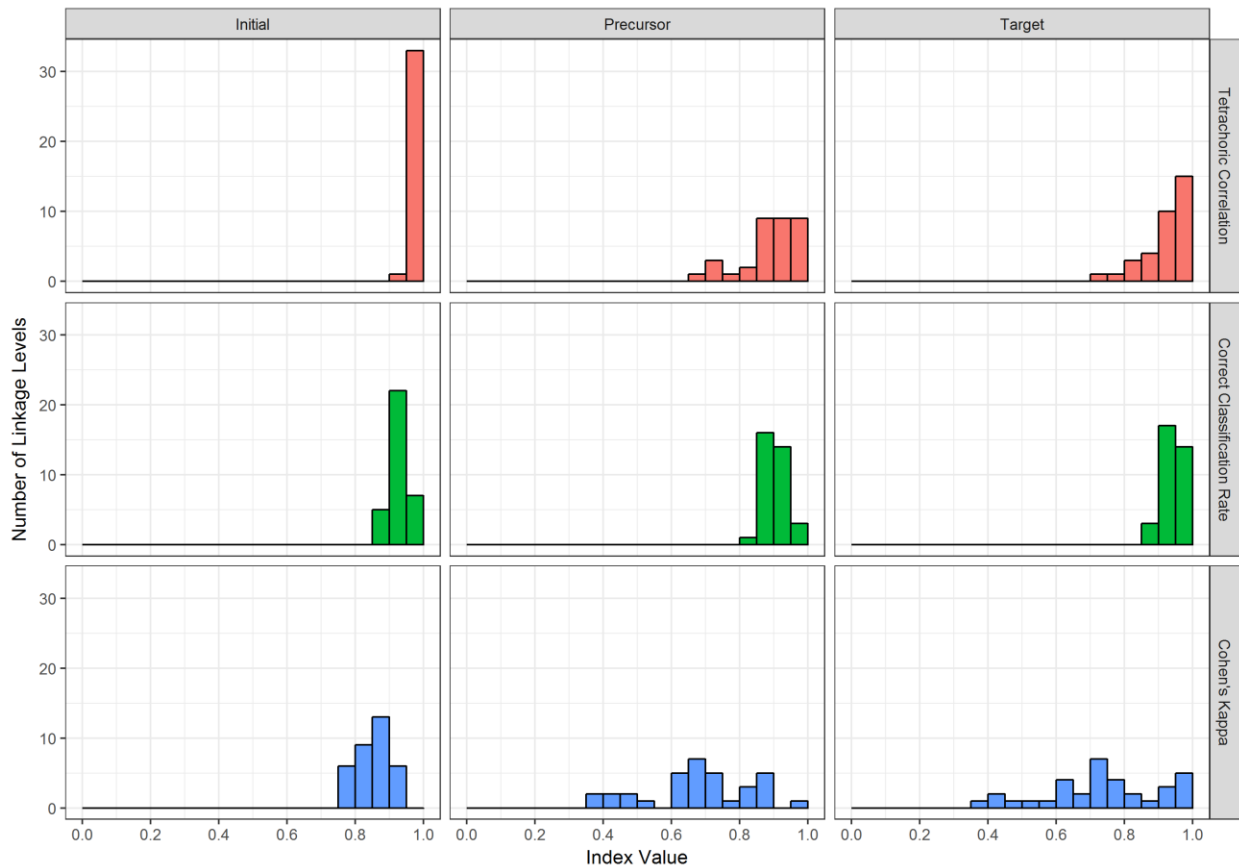 Initial
Precursor
Target
30
20
10
0
Tetrachoric Correlation
30
20
10
0
Correct Classification Rate
30
20
10
0
Cohen's Kappa
Number of Linkage Levels
0.0 0.2 0.4 0.6 0.8 1.0
0.0 0.2 0.4 0.6 0.8 1.0
0.0 0.2 0.4 0.6 0.8 1.0
Index Value